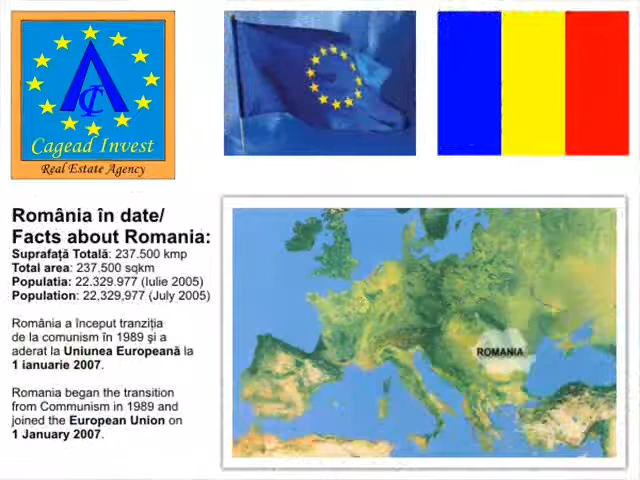 Cagead Invest
Real Estate Agency
România în date/
Facts about Romania:
Suprafaţă Totală: 237.500 kmp
Total area: 237,500 sqkm
Populatia: 22.329.977 (Iulie 2005)
Population: 22,329,977 (July 2005)
România a început tranziţia
de la comunism în 1989 şi a
aderat la Uniunea Europeană la
1 ianuarie 2007.
Romania began the transition
from Communism in 1989 and
joined the European Union on
1 January 2007.
ROMANIA